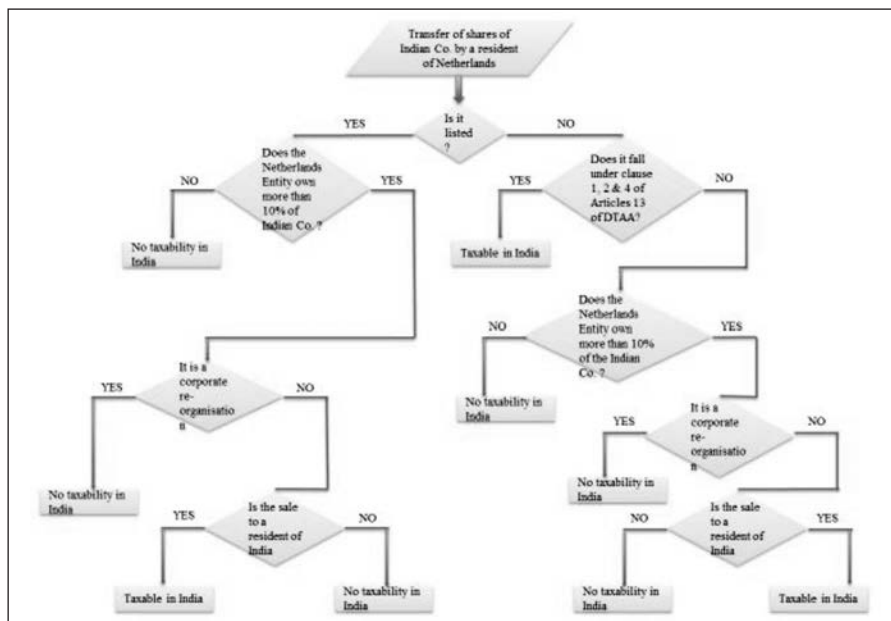 Transfer of shares of
Indian Co. by a resident
of Netherlands
Is it
listed
?
YES
NO
Does the
Netherlands
Entity own
more than
10% of
Indian Co. ?
NO
YES
No taxability in
India
Does it fall
under clause
1, 2 & 4 of
Articles 13
of DTAA?
YES
NO
Taxable in India
Does the
Netherlands
Entity own
more than 10%
of the Indian
Co. ?
NO
YES
No taxability in
India
It is a
corporate
re-
organisatio
n
YES
NO
No taxability in
India
It is a
corporate
re-
organisatio
n
YES
NO
No taxability in
India
Is the sale
to a
resident of
India
YES
NO
Taxable in India
No taxability in
India
Is the sale
to a
resident of
India
NO
YES
No taxability in
India
Taxable in India